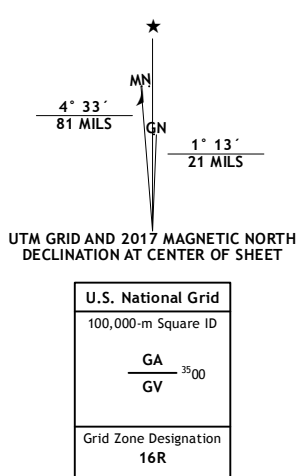 ★
MN
4° 33´
81 MILS
GN
1° 13´
21 MILS
UTM GRID AND 2017 MAGNETIC NORTH
DECLINATION AT CENTER OF SHEET
U.S. National Grid
100,000-m Square ID
GA
3500
GV
Grid Zone Designation
16R